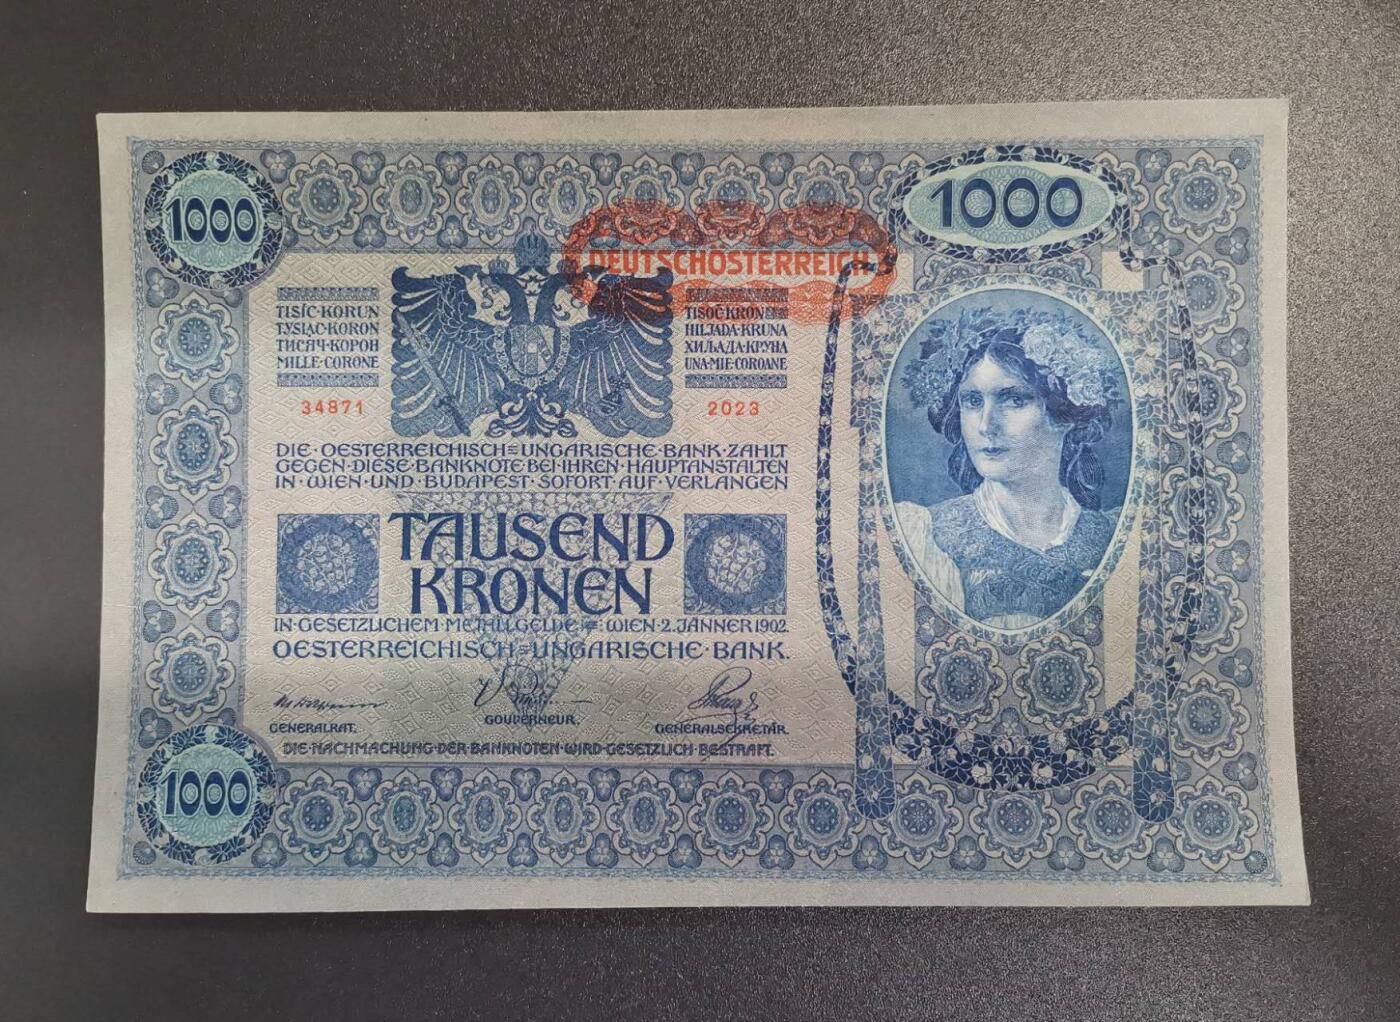 1000
1000
DEUTSCHÖSTERREICH
TISÍC·KORUN
TYSIĄC·KORON
ТИСЯЧ·КОРОН
MILLE·CORONE
TISOČ·KRON
HILJADA·KRUNA
ХИЉАДА·КРУНА
UNA·MIE·COROANE
34871
2023
DIE·OESTERREICHISCH=UNGARISCHE·BANK·ZAHLT
GEGEN·DIESE·BANKNOTE·BEI·IHREN·HAUPTANSTALTEN
IN·WIEN·UND·BUDAPEST·SOFORT·AUF·VERLANGEN
TAUSEND
KRONEN
IN·GESETZLICHEM·METALLGELDE=WIEN·2.JÄNNER 1902.
OESTERREICHISCH=UNGARISCHE·BANK.
GENERALRAT.
GOUVERNEUR.
GENERALSEKRETÄR.
DIE·NACHMACHUNG·DER·BANKNOTEN·WIRD·GESETZLICH·BESTRAFT.
1000